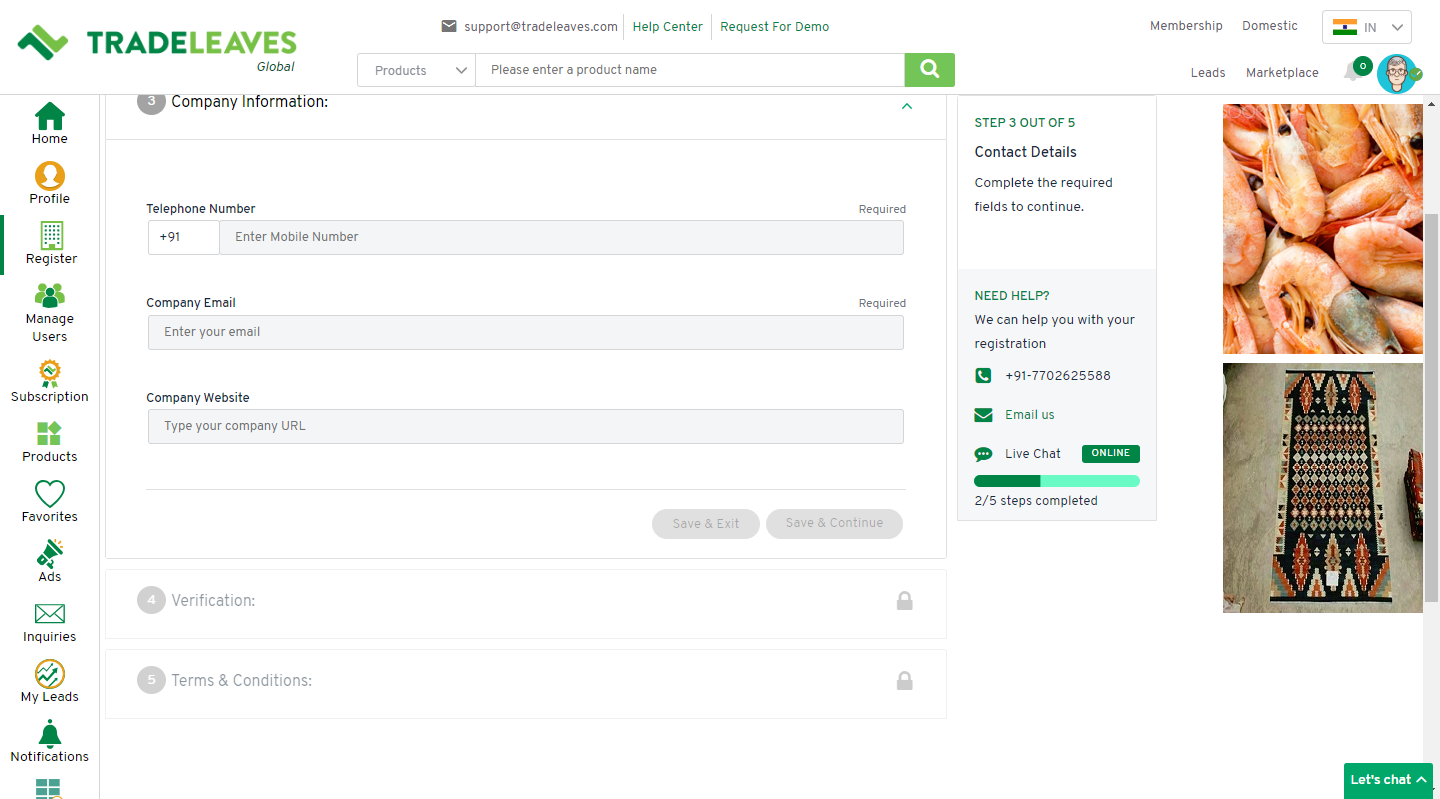 support@tradeleaves.com
Help Center
Request For Demo
Membership
Domestic
IN
TRADELEAVES
Global
Products
Please enter a product name
Leads
Marketplace
0
Home
Profile
Register
Manage
Users
Subscription
Products
Favorites
Ads
Inquiries
My Leads
Notifications
3 Company Information:
Telephone Number
Required
+91
Enter Mobile Number
Company Email
Required
Enter your email
Company Website
Type your company URL
Save & Exit
Save & Continue
4 Verification:
5 Terms & Conditions:
STEP 3 OUT OF 5
Contact Details
Complete the required
fields to continue.
NEED HELP?
We can help you with your
registration
+91-7702625588
Email us
Live Chat
ONLINE
2/5 steps completed
Let's chat